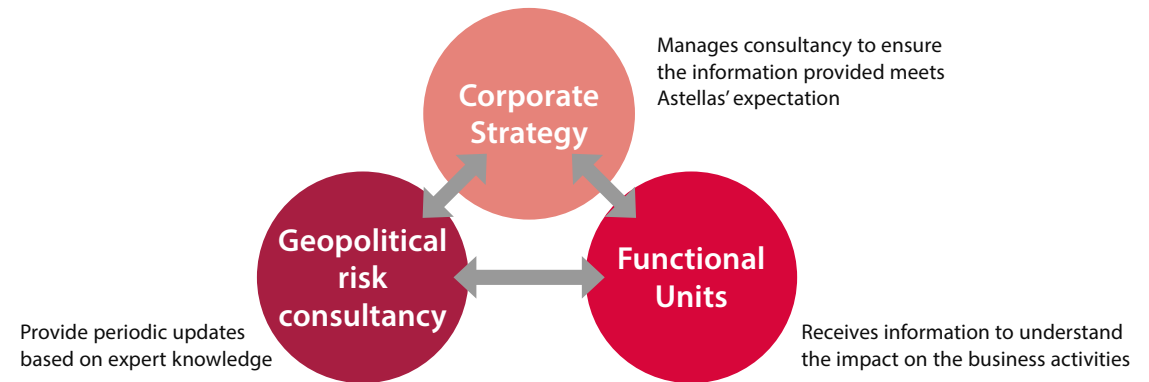 Corporate
Strategy
Manages consultancy to ensure
the information provided meets
Astellas’ expectation
Geopolitical
risk
consultancy
Provide periodic updates
based on expert knowledge
Functional
Units
Receives information to understand
the impact on the business activities